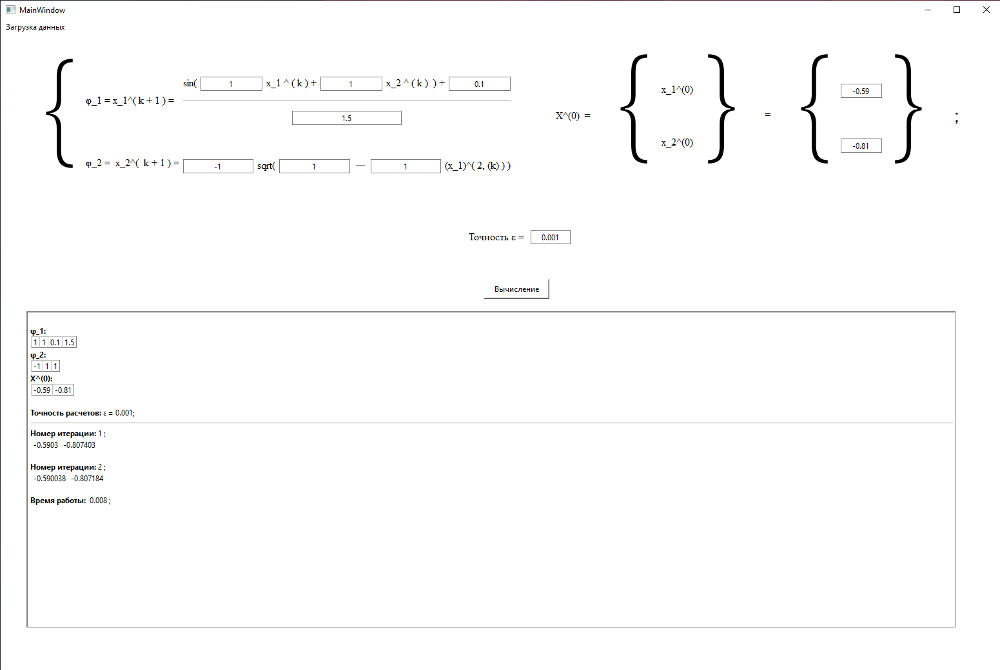 MainWindow
Загрузка данных
sin( 1 x_1 ^ ( k ) + 1 x_2 ^ ( k ) ) + 0.1
φ_1 = x_1^( k + 1 ) =
1.5
φ_2 = x_2^( k + 1 ) = -1 sqrt( 1 — 1 (x_1)^( 2, (k) ) )
X^(0) = { x_1^(0) } = { -0.59 } ;
x_2^(0) -0.81
Точность ε = 0.001
Вычисление
φ_1:
1 1 0.1 1.5
φ_2:
-1 1 1
X^(0):
-0.59 -0.81
Точность расчетов: ε = 0.001;
Номер итерации: 1 ;
-0.5903 -0.807403
Номер итерации: 2 ;
-0.590038 -0.807184
Время работы: 0.008 ;